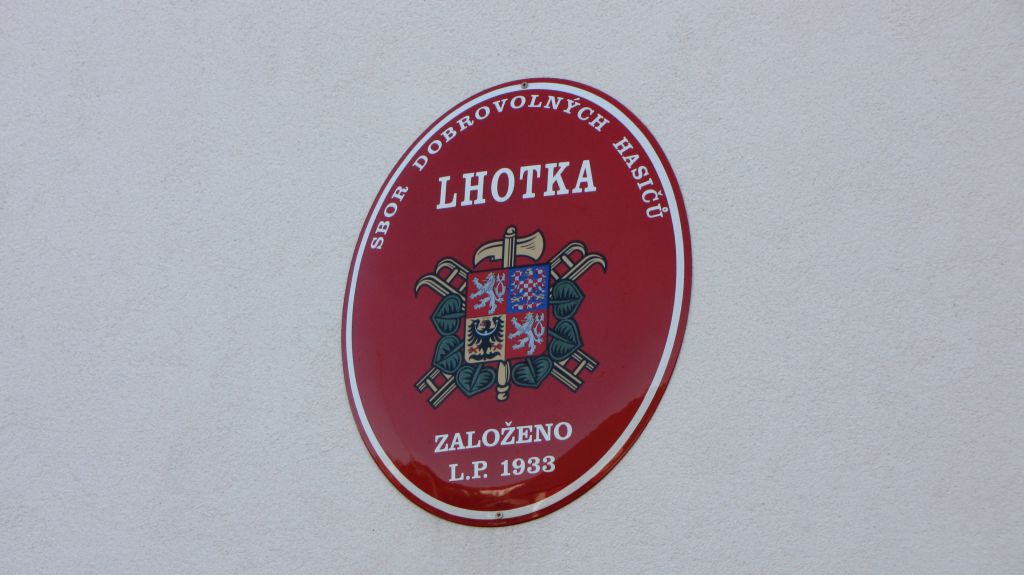 SBOR DOBROVOLNÝCH HASIČŮ
LHOTKA
ZALOŽENO
L.P. 1933